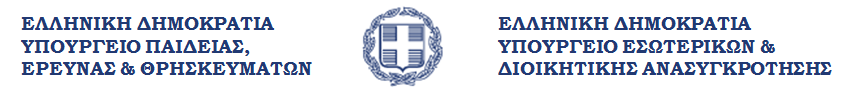 ΕΛΛΗΝΙΚΗ ΔΗΜΟΚΡΑΤΙΑ
ΥΠΟΥΡΓΕΙΟ ΠΑΙΔΕΙΑΣ,
ΕΡΕΥΝΑΣ & ΘΡΗΣΚΕΥΜΑΤΩΝ
ΕΛΛΗΝΙΚΗ ΔΗΜΟΚΡΑΤΙΑ
ΥΠΟΥΡΓΕΙΟ ΕΣΩΤΕΡΙΚΩΝ &
ΔΙΟΙΚΗΤΙΚΗΣ ΑΝΑΣΥΓΚΡΟΤΗΣΗΣ